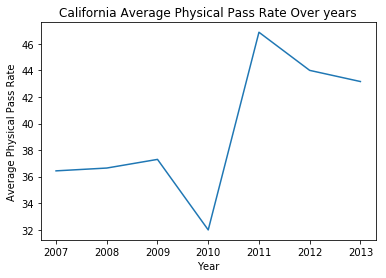 California Average Physical Pass Rate Over years
Average Physical Pass Rate
46
44
42
40
38
36
34
32
2007 2008 2009 2010 2011 2012 2013
Year